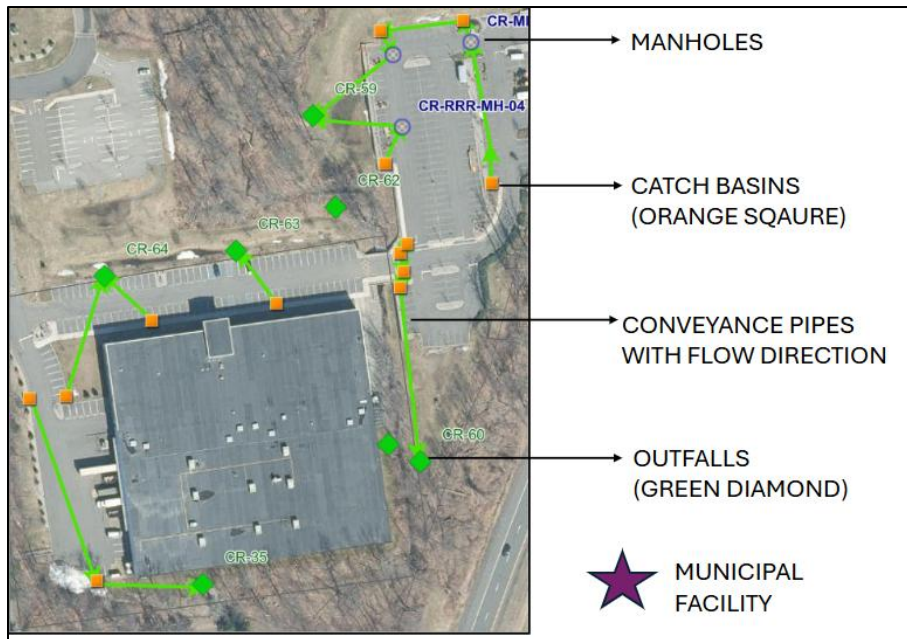 CR-MI
MANHOLES
CR-59
CR-RRR-MH-04
CR-62
CATCH BASINS
(ORANGE SQAURE)
CR-63
CR-64
CONVEYANCE PIPES
WITH FLOW DIRECTION
CR-60
OUTFALLS
(GREEN DIAMOND)
CR-35
MUNICIPAL
FACILITY